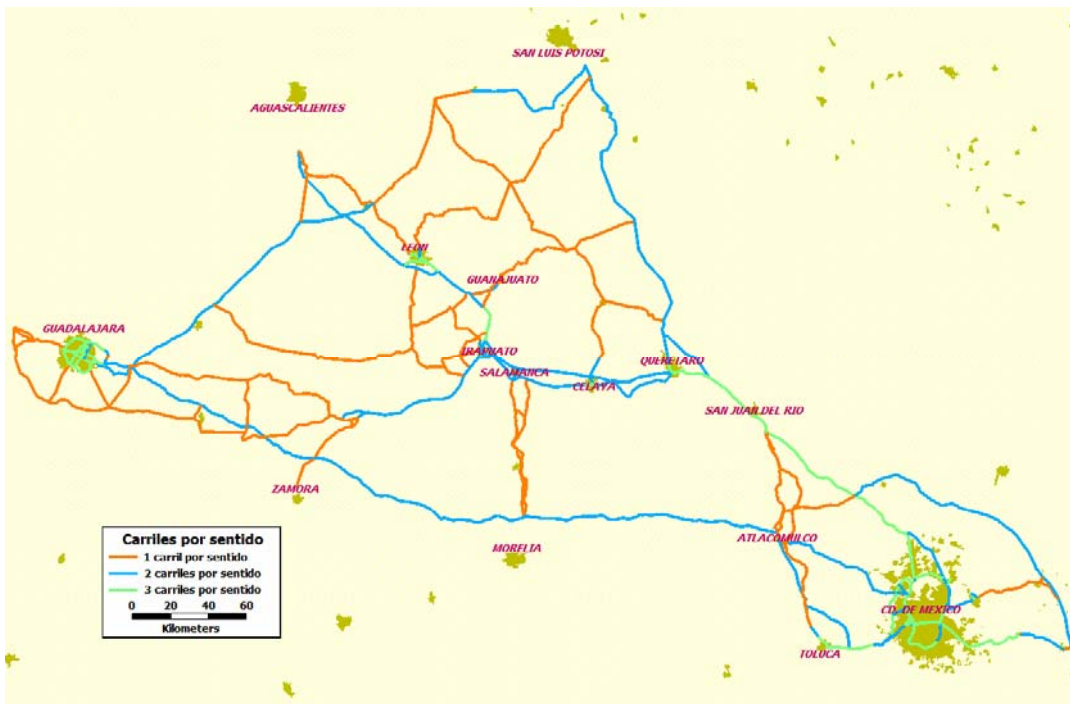 SAN LUIS POTOSI
AGUASCALIENTES
LEON
GUANAJUATO
GUADALAJARA
IRAPUATO
QUERETARO
SALAMANCA
CELAYA
SAN JUAN DEL RIO
ZAMORA
ATLACOMULCO
MORELIA
CD. DE MEXICO
TOLUCA
Carriles por sentido
1 carril por sentido
2 carriles por sentido
3 carriles por sentido
0 20 40 60
Kilometers